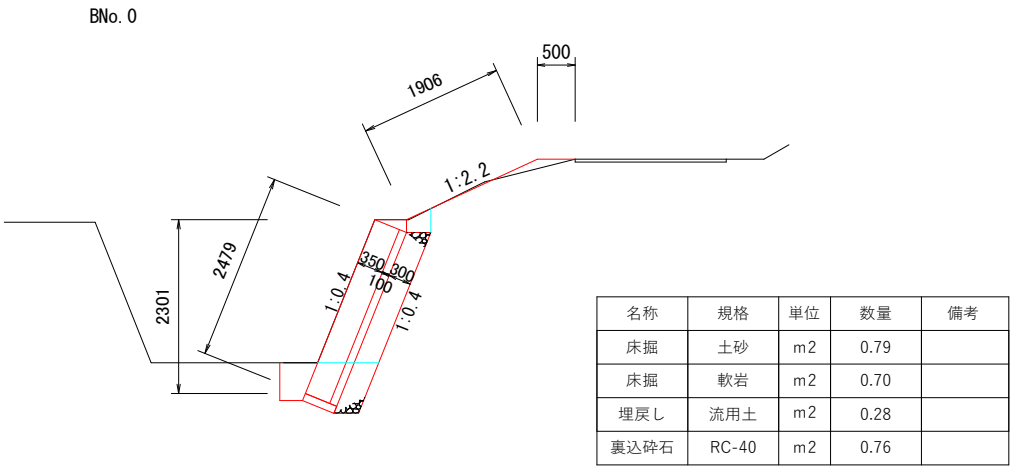 BNo.0
500
1906
1:2.2
2479
2301
350
300
100
1:0.4
1:0.4
名称 規格 単位 数量 備考
床掘 土砂 m2 0.79
床掘 軟岩 m2 0.70
埋戻し 流用土 m2 0.28
裏込砕石 RC-40 m2 0.76